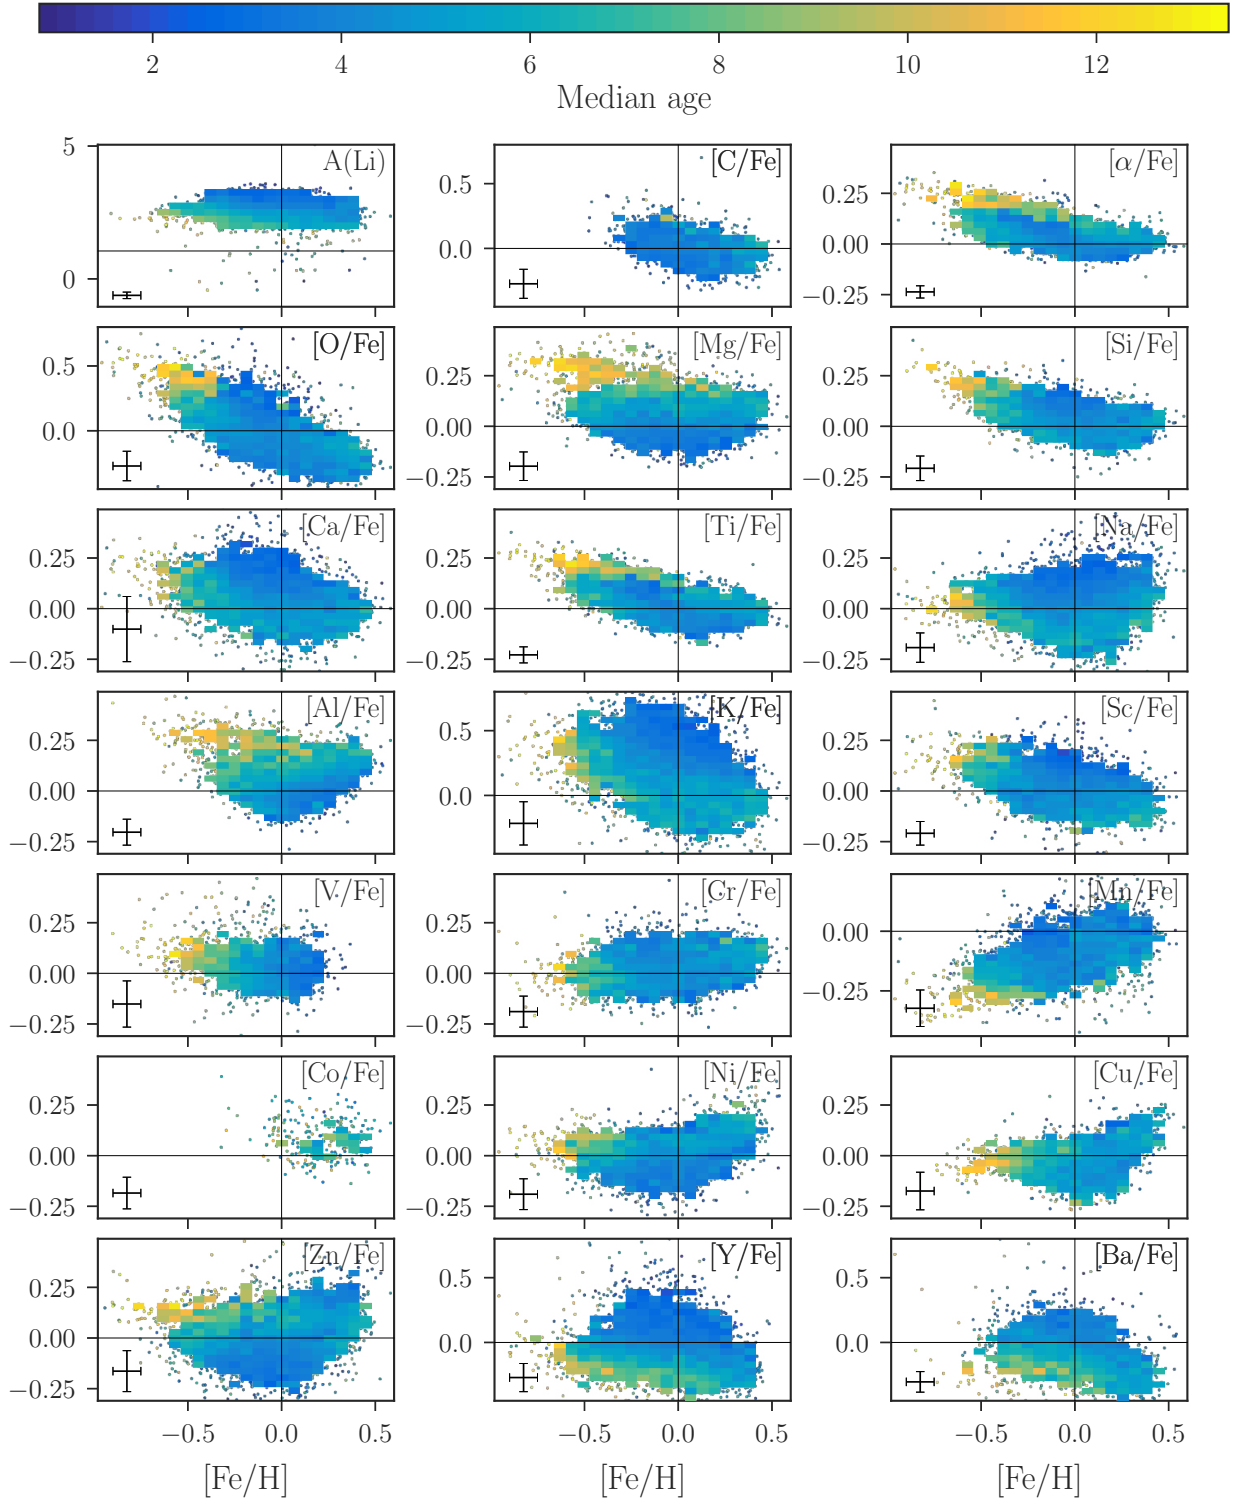 2 4 6 8 10 12
Median age
5
0
A(Li)
0.5
0.0
[C/Fe]
0.25
0.00
−0.25
[α/Fe]
0.5
0.0
[O/Fe]
0.25
0.00
−0.25
[Mg/Fe]
0.25
0.00
−0.25
[Si/Fe]
0.25
0.00
−0.25
[Ca/Fe]
0.25
0.00
−0.25
[Ti/Fe]
0.25
0.00
−0.25
[Na/Fe]
0.25
0.00
−0.25
[Al/Fe]
0.5
0.0
[K/Fe]
0.25
0.00
−0.25
[Sc/Fe]
0.25
0.00
−0.25
[V/Fe]
0.25
0.00
−0.25
[Cr/Fe]
0.00
−0.25
[Mn/Fe]
0.25
0.00
−0.25
[Co/Fe]
0.25
0.00
−0.25
[Ni/Fe]
0.25
0.00
−0.25
[Cu/Fe]
0.25
0.00
−0.25
[Zn/Fe]
0.5
0.0
[Y/Fe]
0.5
0.0
[Ba/Fe]
−0.5 0.0 0.5 −0.5 0.0 0.5 −0.5 0.0 0.5
[Fe/H] [Fe/H] [Fe/H]